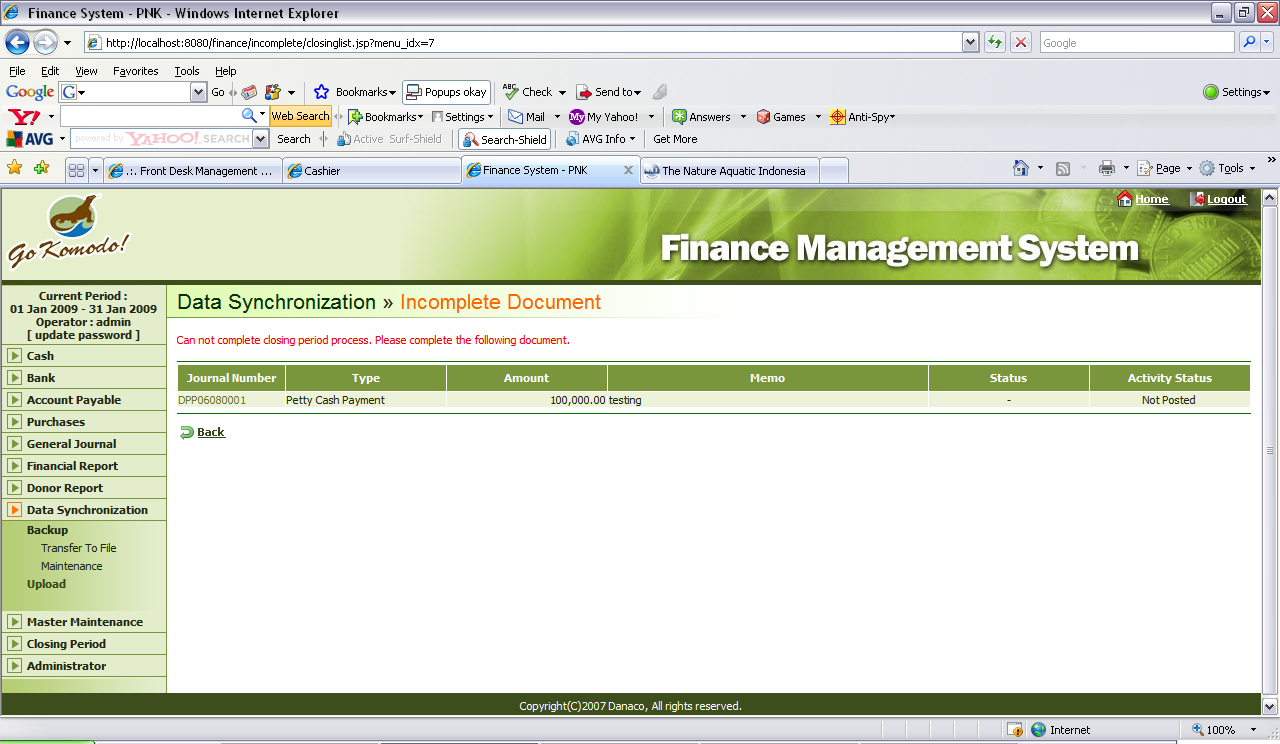 Finance System - PNK - Windows Internet Explorer
http://localhost:8080/finance/incomplete/closinglist.jsp?menu_idx=7
Google
File Edit View Favorites Tools Help
Google G Go Bookmarks Popups okay ABC Check Send to Settings
Y! Web Search Bookmarks Settings Mail My My Yahoo! Answers Games Anti-Spy
AVG powered by YAHOO! SEARCH Search Active Surf-Shield Search-Shield AVG Info Get More
.:. Front Desk Management ... Cashier Finance System - PNK The Nature Aquatic Indonesia Page Tools
Home Logout
Go Komodo!
Finance Management System
Current Period :
01 Jan 2009 - 31 Jan 2009
Operator : admin
[ update password ]
Cash
Bank
Account Payable
Purchases
General Journal
Financial Report
Donor Report
Data Synchronization
Backup
Transfer To File
Maintenance
Upload
Master Maintenance
Closing Period
Administrator
Data Synchronization » Incomplete Document
Can not complete closing period process. Please complete the following document.
Journal Number Type Amount Memo Status Activity Status
DPP06080001 Petty Cash Payment 100,000.00 testing - Not Posted
Back
Copyright(C)2007 Danaco, All rights reserved.
Internet 100%